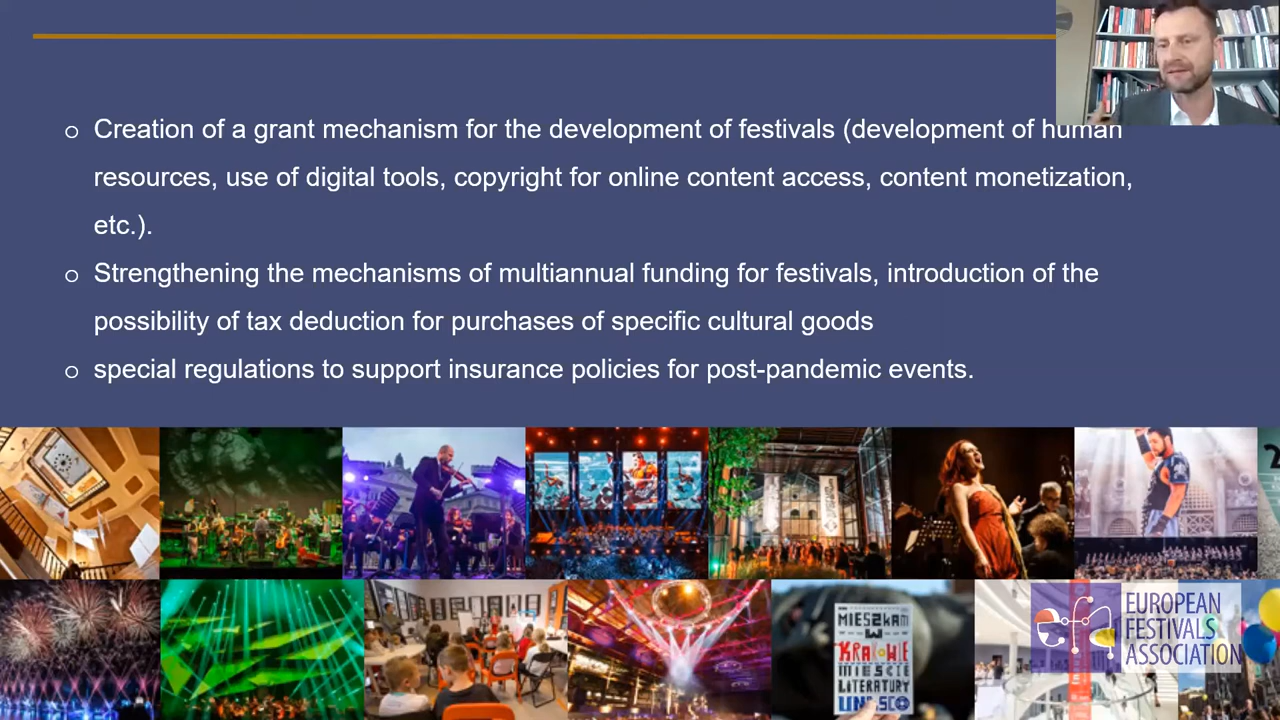 Creation of a grant mechanism for the development of festivals (development of human
resources, use of digital tools, copyright for online content access, content monetization,
etc.).
Strengthening the mechanisms of multiannual funding for festivals, introduction of the
possibility of tax deduction for purchases of specific cultural goods
special regulations to support insurance policies for post-pandemic events.
MIESZKAM
W
KRAKOWIE
MIEŚCIE
LITERATURY
UNESCO
EUROPEAN
FESTIVALS
ASSOCIATION